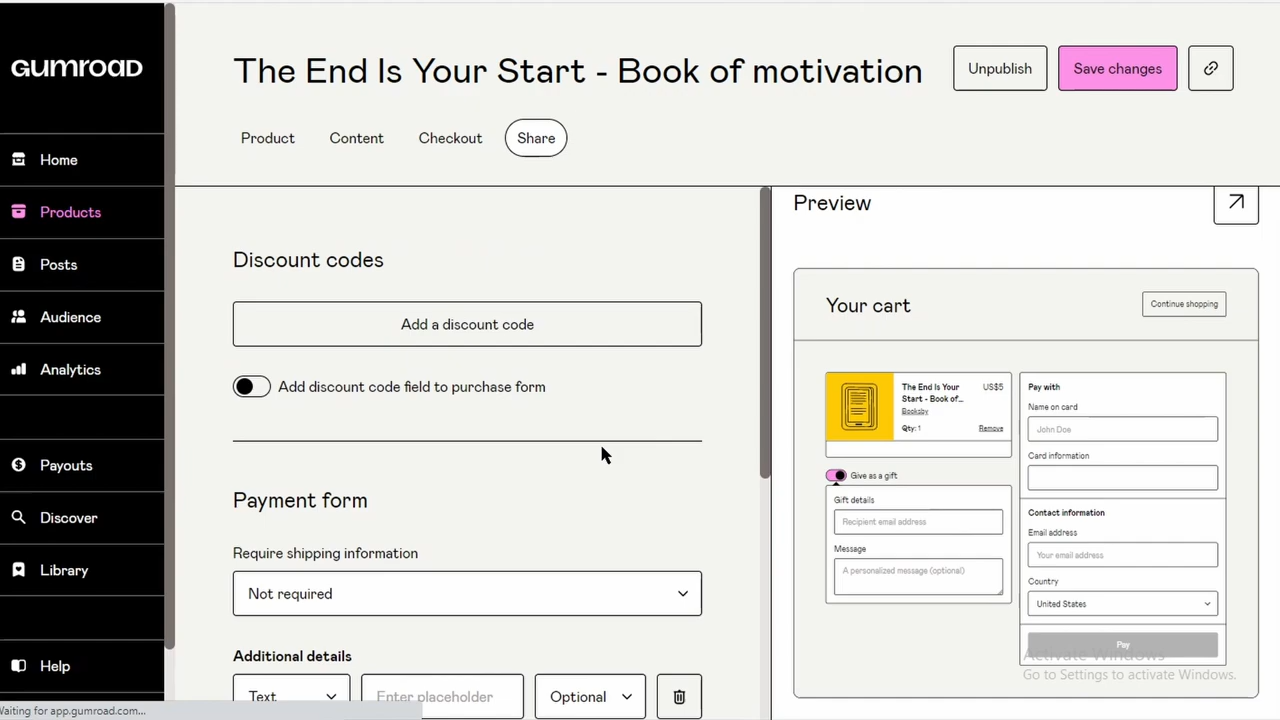 GUMROAD
The End Is Your Start - Book of motivation
Unpublish
Save changes
Product
Content
Checkout
Share
Home
Products
Posts
Audience
Analytics
Payouts
Discover
Library
Help
Discount codes
Add a discount code
Add discount code field to purchase form
Payment form
Require shipping information
Not required
Additional details
Text
Enter placeholder
Optional
Preview
Your cart
Continue shopping
The End Is Your
Start - Book of...
US$5
Booksby
Qty: 1
Remove
Give as a gift
Gift details
Recipient email address
Message
A personalized message (optional)
Pay with
Name on card
John Doe
Card information
Contact information
Email address
Your email address
Country
United States
Pay
Activate Windows
Go to Settings to activate Windows.
Waiting for app.gumroad.com...